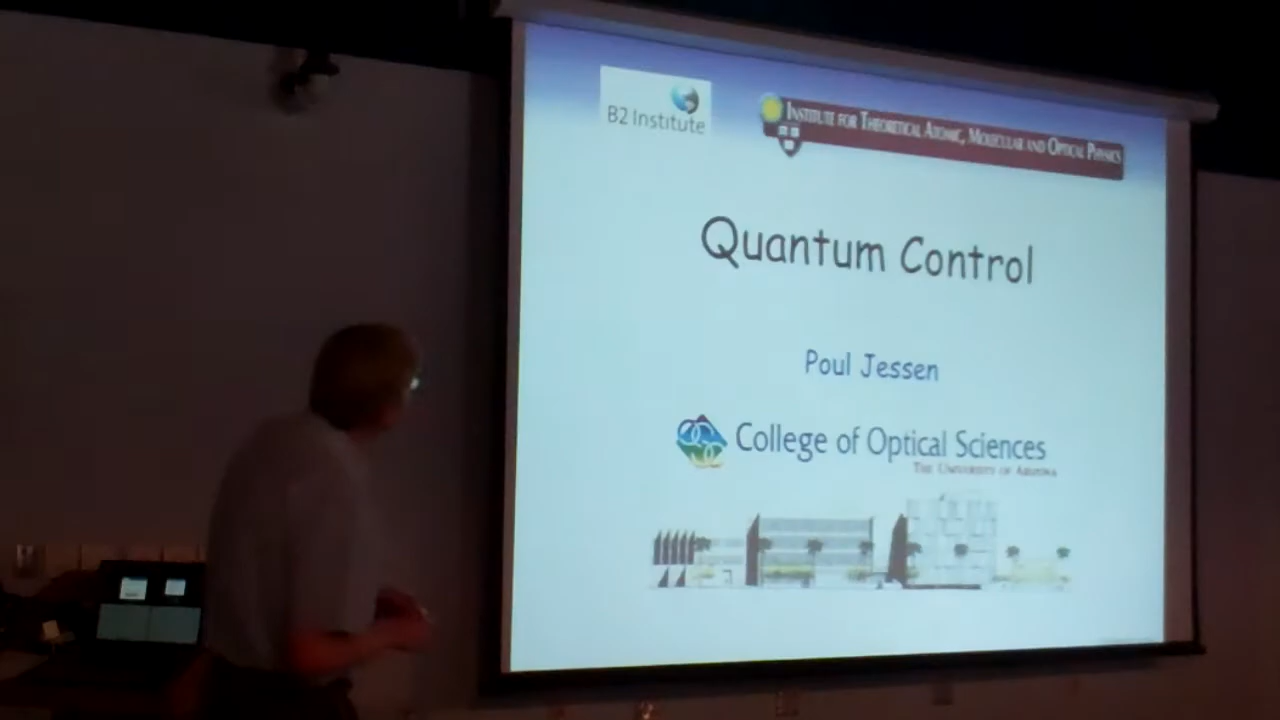 B2 Institute
INSTITUTE FOR THEORETICAL ATOMIC, MOLECULAR AND OPTICAL PHYSICS
Quantum Control
Poul Jessen
College of Optical Sciences
THE UNIVERSITY OF ARIZONA